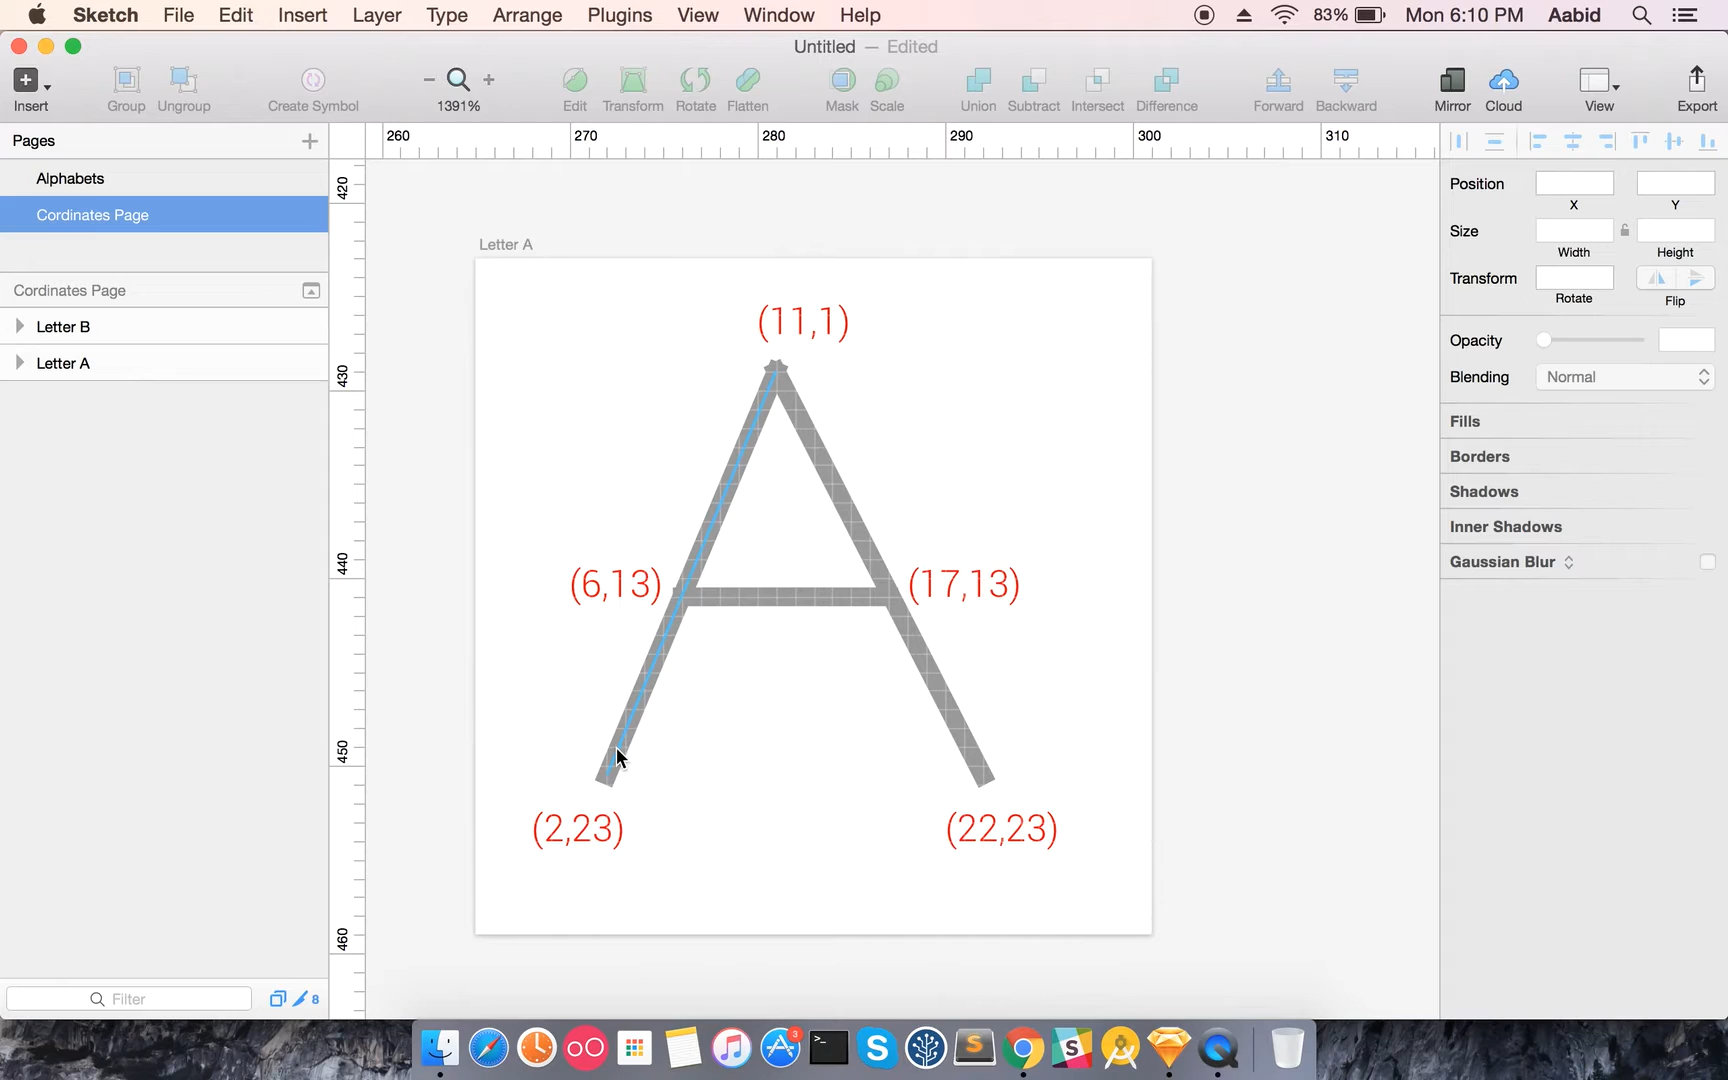 Sketch File Edit Insert Layer Type Arrange Plugins View Window Help 83% Mon 6:10 PM Aabid
Untitled — Edited
Insert Group Ungroup Create Symbol 1391% Edit Transform Rotate Flatten Mask Scale Union Subtract Intersect Difference Forward Backward Mirror Cloud View Export
Pages
Alphabets
Cordinates Page
Cordinates Page
Letter B
Letter A
Filter 8
260 270 280 290 300 310
420
430
440
450
460
Letter A
(11,1)
(6,13) (17,13)
(2,23) (22,23)
Position
X Y
Size
Width Height
Transform
Rotate Flip
Opacity
Blending Normal
Fills
Borders
Shadows
Inner Shadows
Gaussian Blur
3